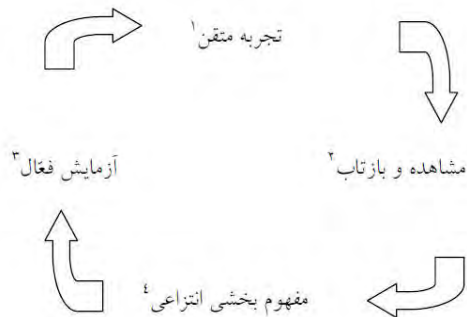 تجربه متقن۱
مشاهده و بازتاب۲
آزمایش فعّال۳
مفهوم بخشی انتزاعی۴